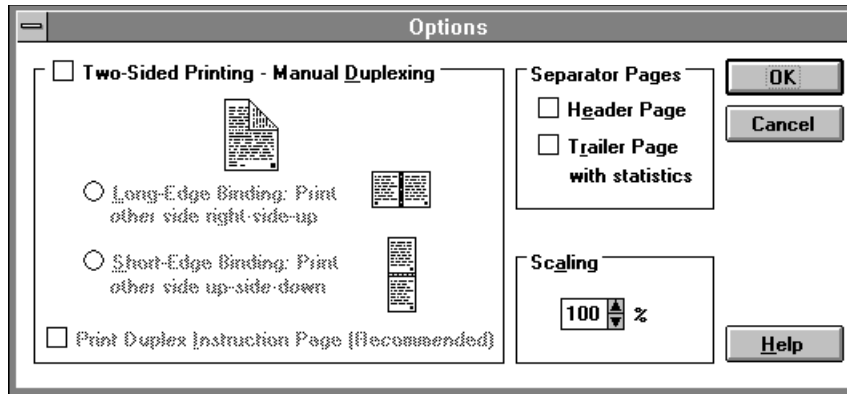 Options
Two-Sided Printing - Manual Duplexing
Long-Edge Binding: Print
other side right-side-up
Short-Edge Binding: Print
other side up-side-down
Print Duplex Instruction Page (Recommended)
Separator Pages
Header Page
Trailer Page
with statistics
Scaling
100 %
OK
Cancel
Help